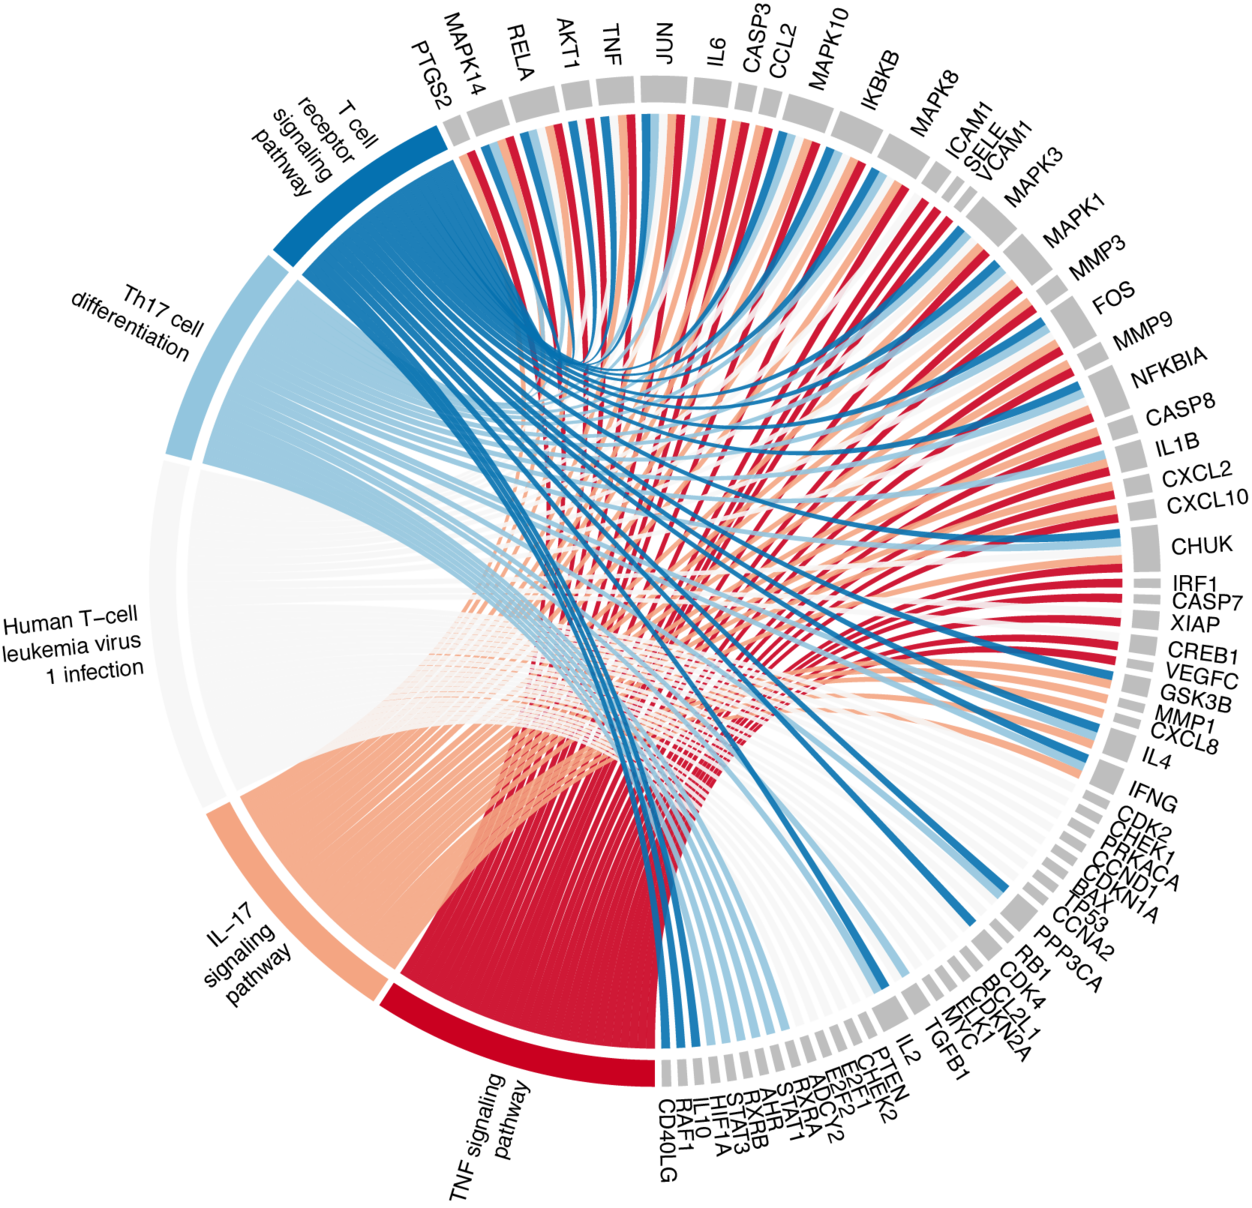 T cell
receptor
signaling
pathway
Th17 cell
differentiation
Human T−cell
leukemia virus
1 infection
IL−17
signaling
pathway
TNF signaling
pathway
PTGS2
MAPK14
RELA
AKT1
TNF
JUN
IL6
CASP3
CCL2
MAPK10
IKBKB
MAPK8
ICAM1
SELE
VCAM1
MAPK3
MAPK1
MMP3
FOS
MMP9
NFKBIA
CASP8
IL1B
CXCL2
CXCL10
CHUK
IRF1
CASP7
XIAP
CREB1
VEGFC
GSK3B
MMP1
CXCL8
IL4
IFNG
CDK2
CHEK1
PRKACA
CCND1
CDKN1A
BAX
TP53
CCNA2
PPP3CA
RB1
CDK4
BCL2L1
CDKN2A
ELK1
MYC
TGFB1
IL2
PTEN
CHEK2
E2F1
E2F2
ADCY2
RXRA
STAT1
AHR
RXRB
STAT3
HIF1A
IL10
RAF1
CD40LG